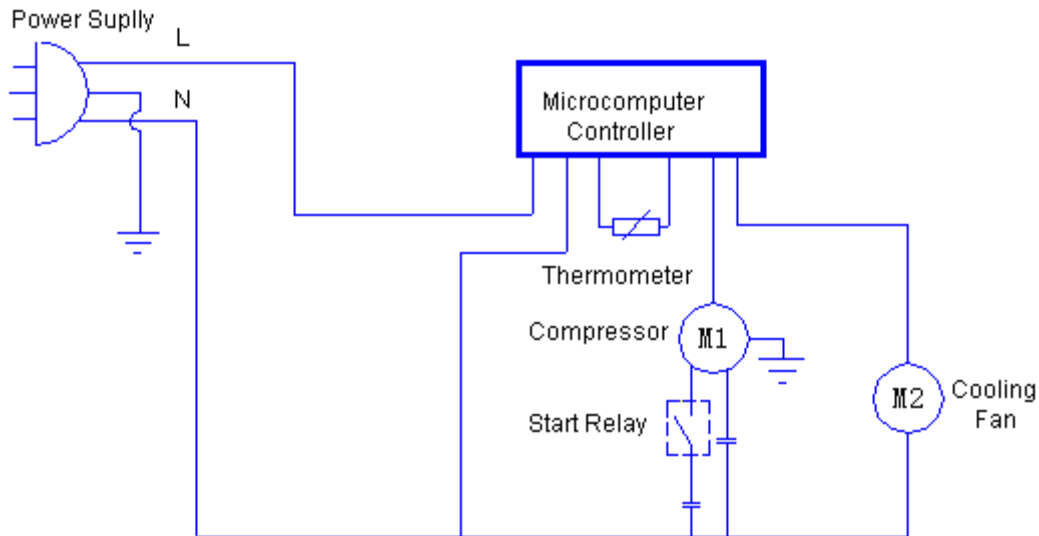 Power Suplly
L
N
Microcomputer
Controller
Thermometer
Compressor
M1
Start Relay
M2
Cooling
Fan